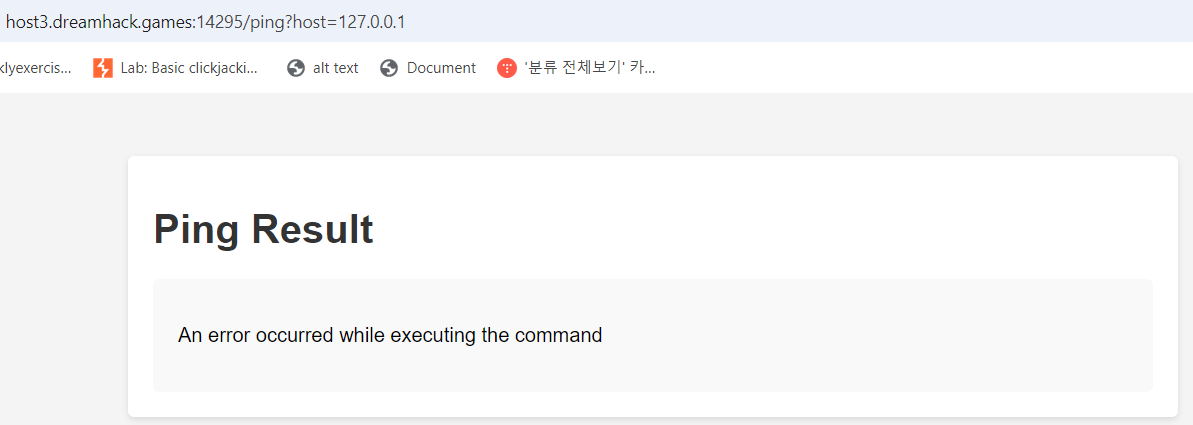 host3.dreamhack.games:14295/ping?host=127.0.0.1
klyexercis... Lab: Basic clickjacki... alt text Document '분류 전체보기' 카...
Ping Result
An error occurred while executing the command